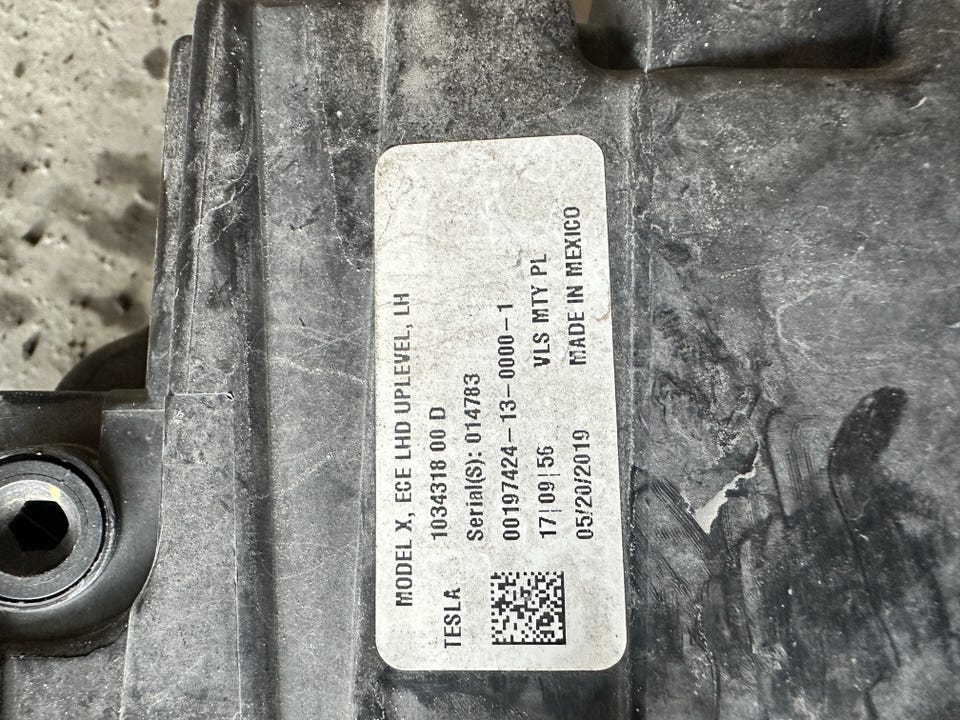 MODEL X, ECE LHD UPLEVEL, LH
TESLA 1034318 00 D
Serial(S): 014783
00197424-13-0000-1
17|09|56 VLS MTY PL
05/20/2019 MADE IN MEXICO